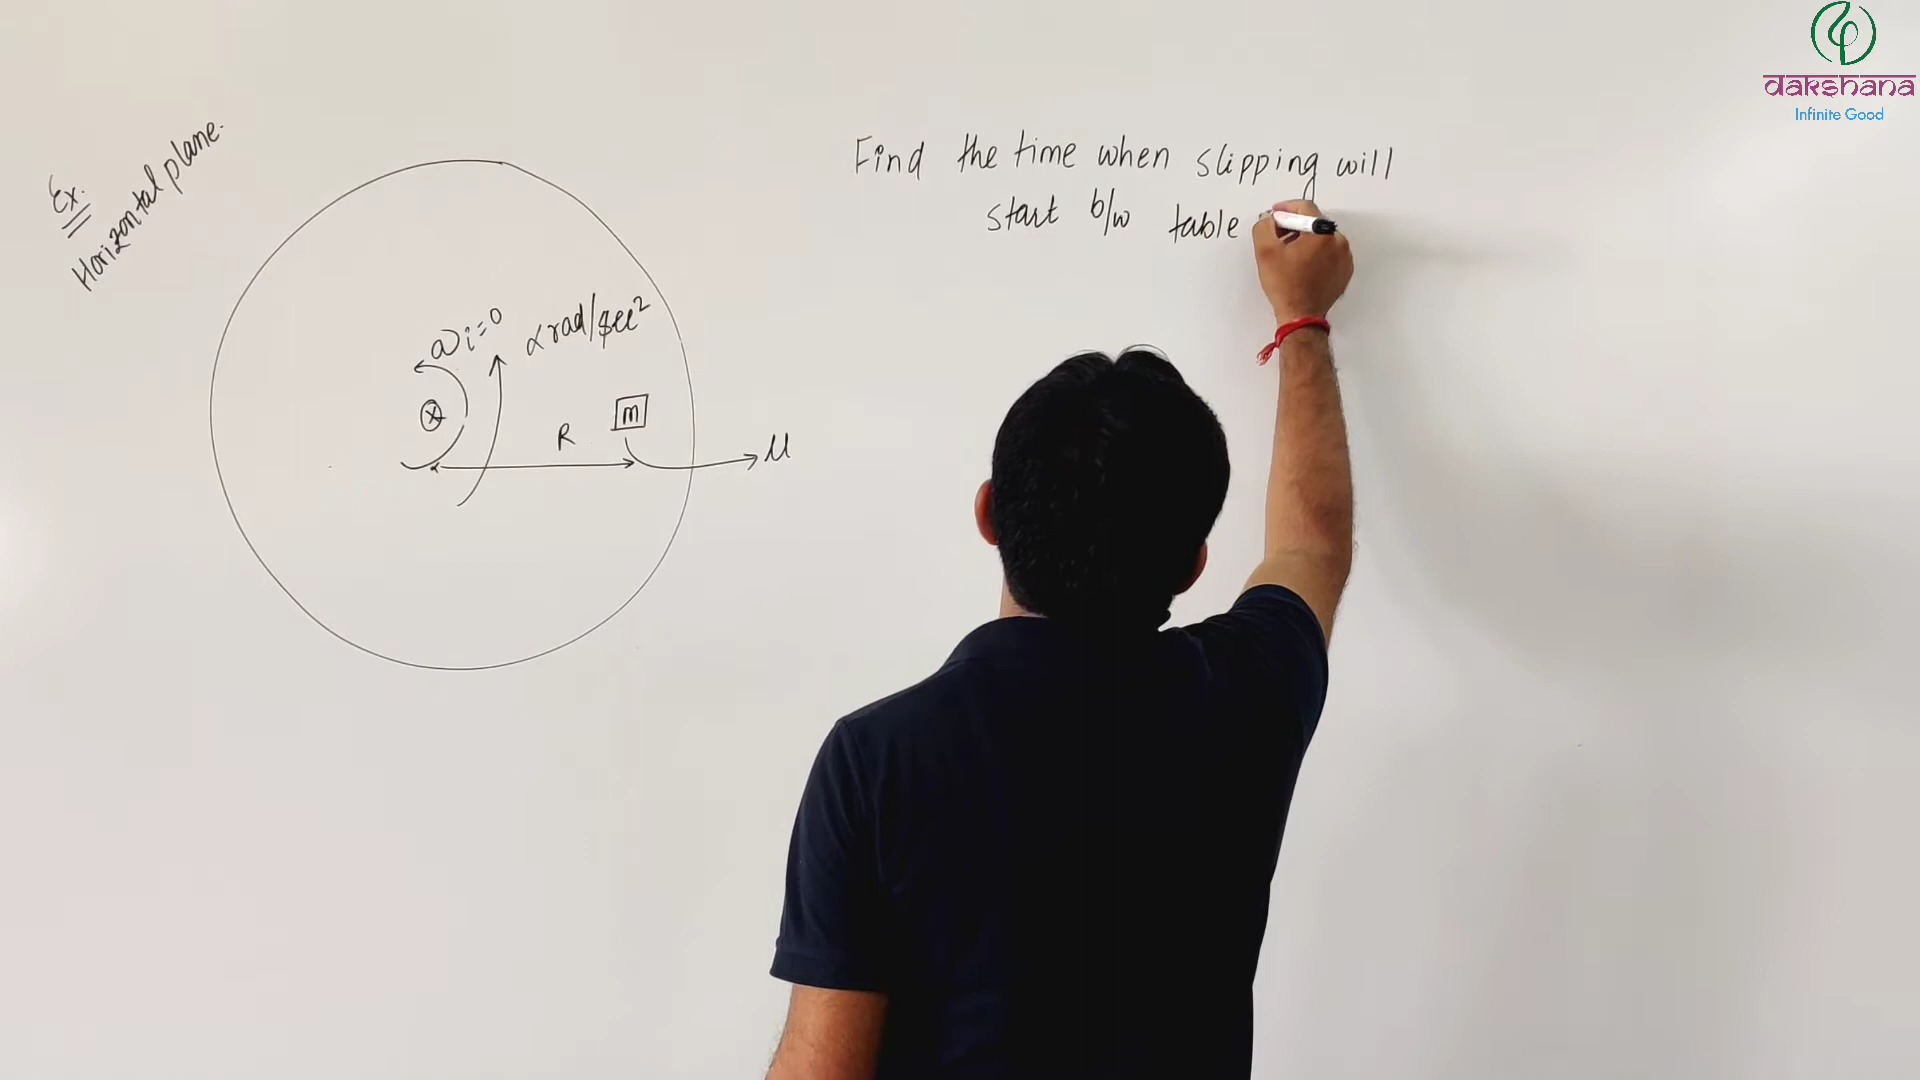 Ex.
Horizontal plane.
ωi=0
α rad/sec²
m
R
μ
Find the time when slipping will
start b/w table
dakshana
Infinite Good